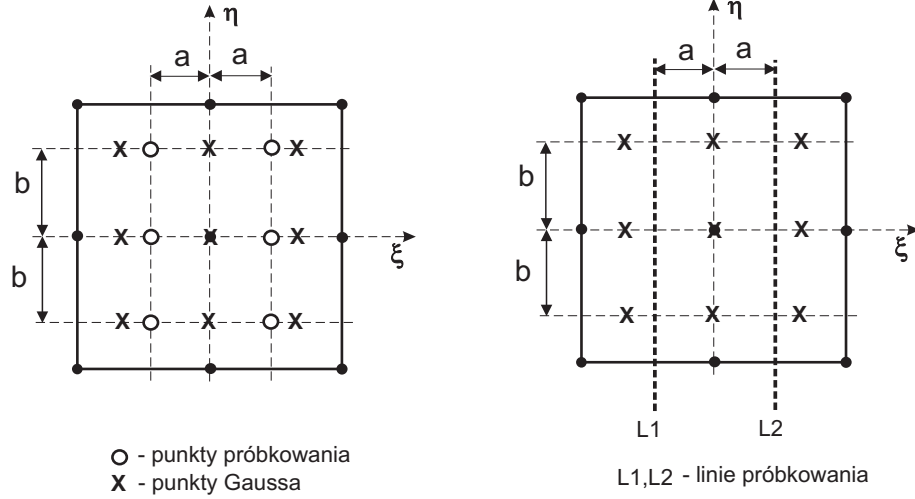 η
a a
b
b
ξ
O - punkty próbkowania
X - punkty Gaussa
η
a a
b
b
ξ
L1 L2
L1,L2 - linie próbkowania